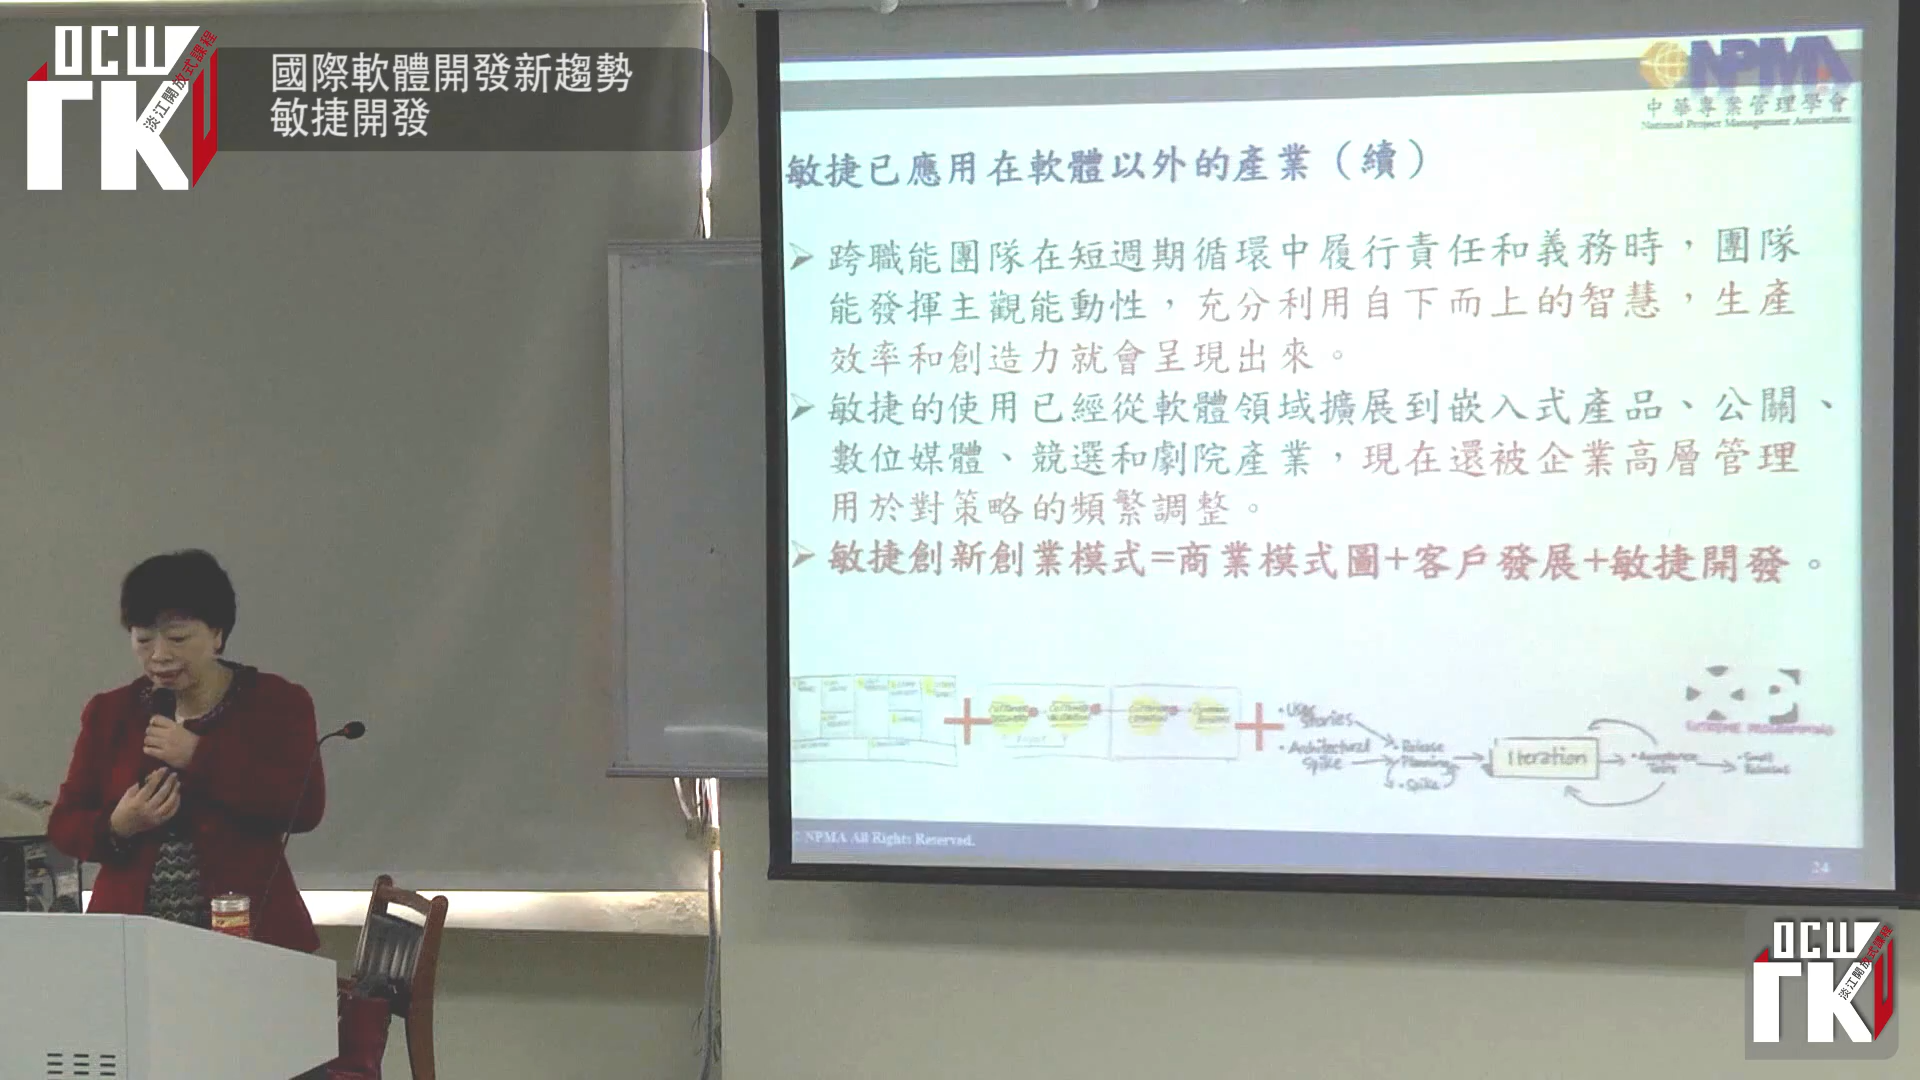 OCW
TKU
淡江開放式課程
國際軟體開發新趨勢
敏捷開發
NPMA
中華專案管理學會
National Project Management Association
敏捷已應用在軟體以外的產業（續）
跨職能團隊在短週期循環中履行責任和義務時，團隊
能發揮主觀能動性，充分利用自下而上的智慧，生產
效率和創造力就會呈現出來。
敏捷的使用已經從軟體領域擴展到嵌入式產品、公關、
數位媒體、競選和劇院產業，現在還被企業高層管理
用於對策略的頻繁調整。
敏捷創新創業模式=商業模式圖+客戶發展+敏捷開發。
+
+
• User Stories
• Architectural Spike
• Release Planning
• Spike
Iteration
• Acceptance Tests
• Small Releases
© NPMA All Rights Reserved.
24
OCW
TKU
淡江開放式課程